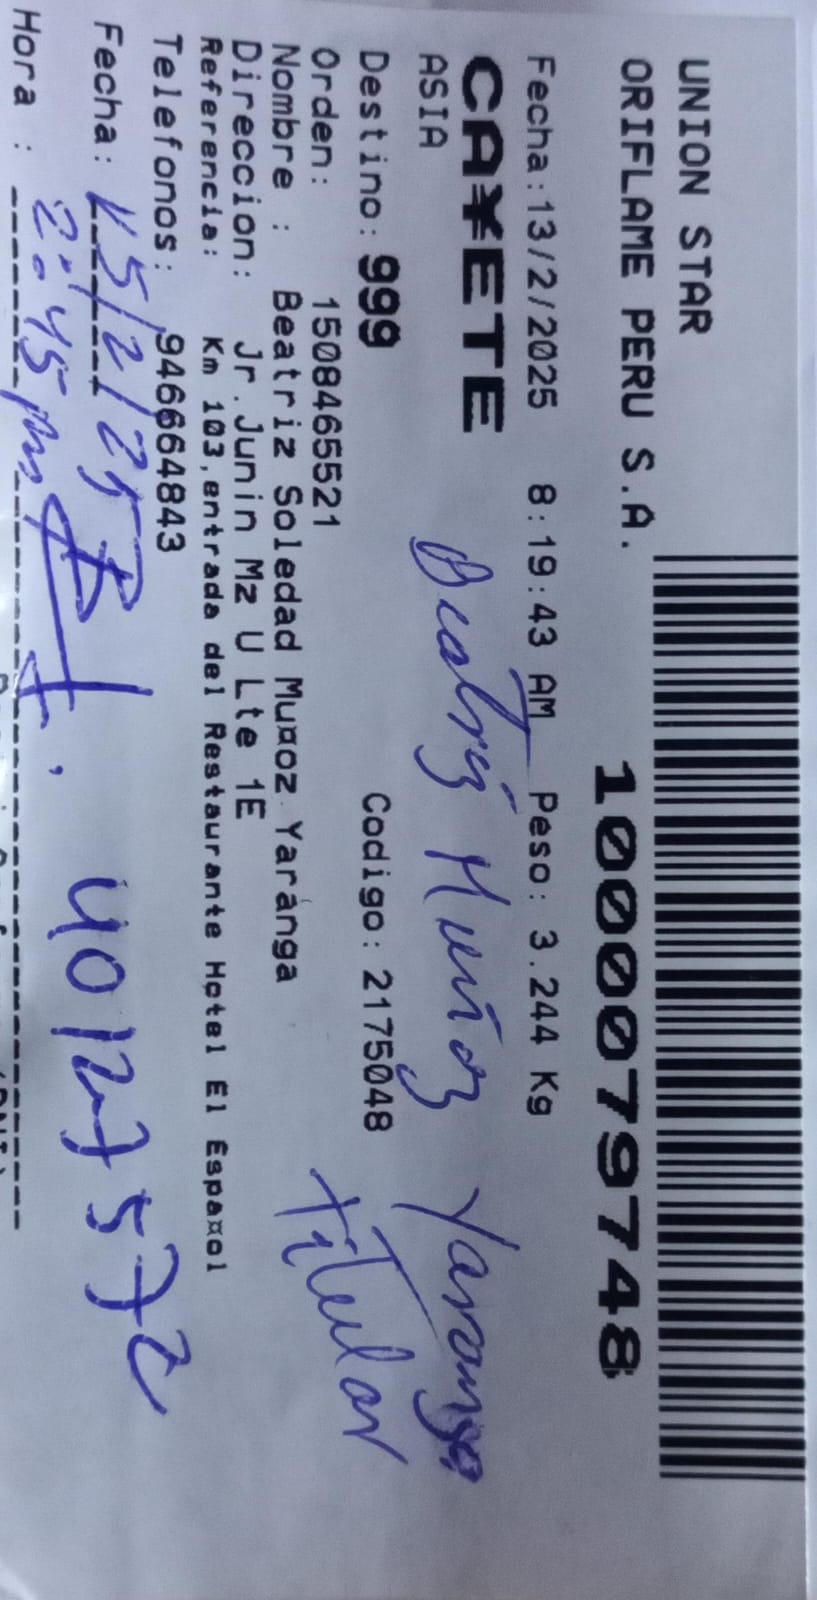 UNION STAR
ORIFLAME PERU S.A.
1000079748
Fecha:13/2/2025 8:19:43 AM Peso: 3.244 Kg
CA¥ETE
ASIA
Beatriz Muñoz Yaranga
Destino: 999 Codigo: 2175048
Titular
Orden: 1508465521
Nombre : Beatriz Soledad Mu¤oz Yaranga
Direccion: Jr.Junin Mz U Lte 1E
Referencia: Km 103,entrada del Restaurante Hotel El Espa¤ol
Telefonos: 946664843
Fecha: 15/2/25 40127572
Hora : 2:45 pm